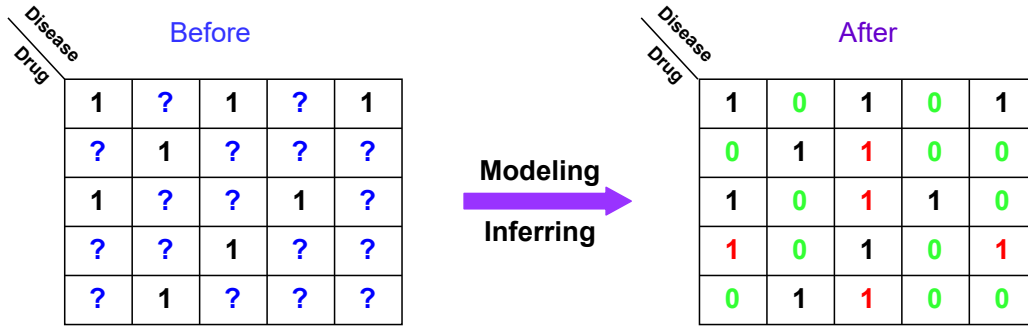 Disease
Drug
Before
1 ? 1 ? 1
? 1 ? ? ?
1 ? ? 1 ?
? ? 1 ? ?
? 1 ? ? ?
Modeling
Inferring
Disease
Drug
After
1 0 1 0 1
0 1 1 0 0
1 0 1 1 0
1 0 1 0 1
0 1 1 0 0